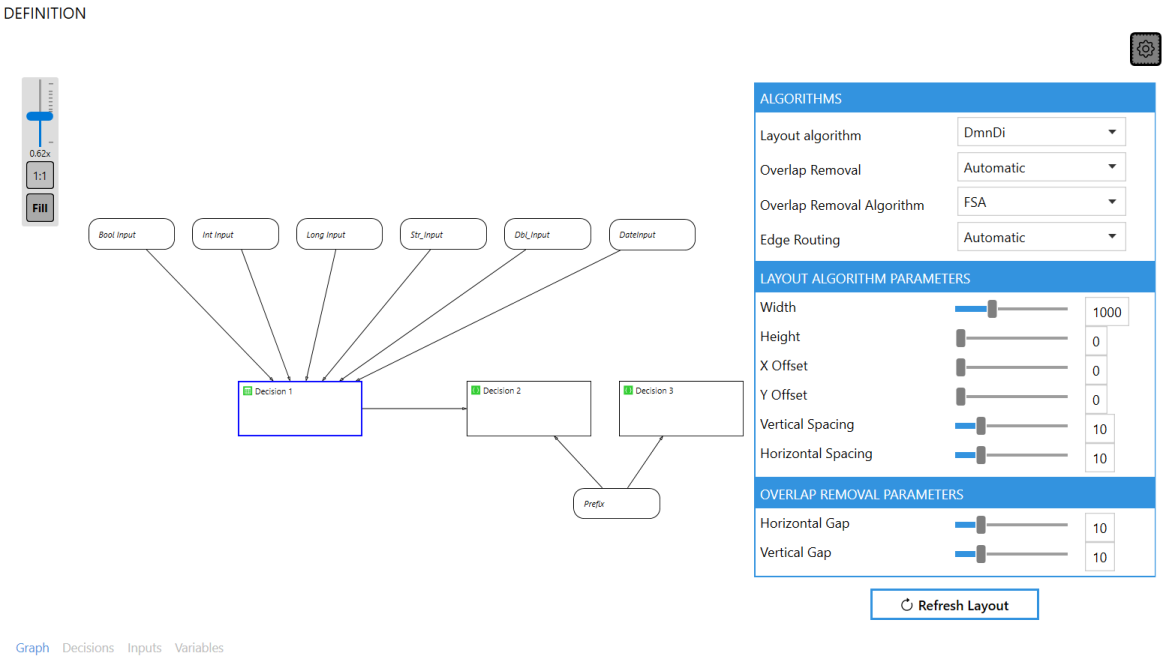 DEFINITION
0.62x
1:1
Fill
Bool Input
Int Input
Long Input
Str_Input
Dbl_Input
DateInput
Decision 1
Decision 2
Decision 3
Prefix
ALGORITHMS
Layout algorithm DmnDi
Overlap Removal Automatic
Overlap Removal Algorithm FSA
Edge Routing Automatic
LAYOUT ALGORITHM PARAMETERS
Width 1000
Height 0
X Offset 0
Y Offset 0
Vertical Spacing 10
Horizontal Spacing 10
OVERLAP REMOVAL PARAMETERS
Horizontal Gap 10
Vertical Gap 10
Refresh Layout
Graph Decisions Inputs Variables